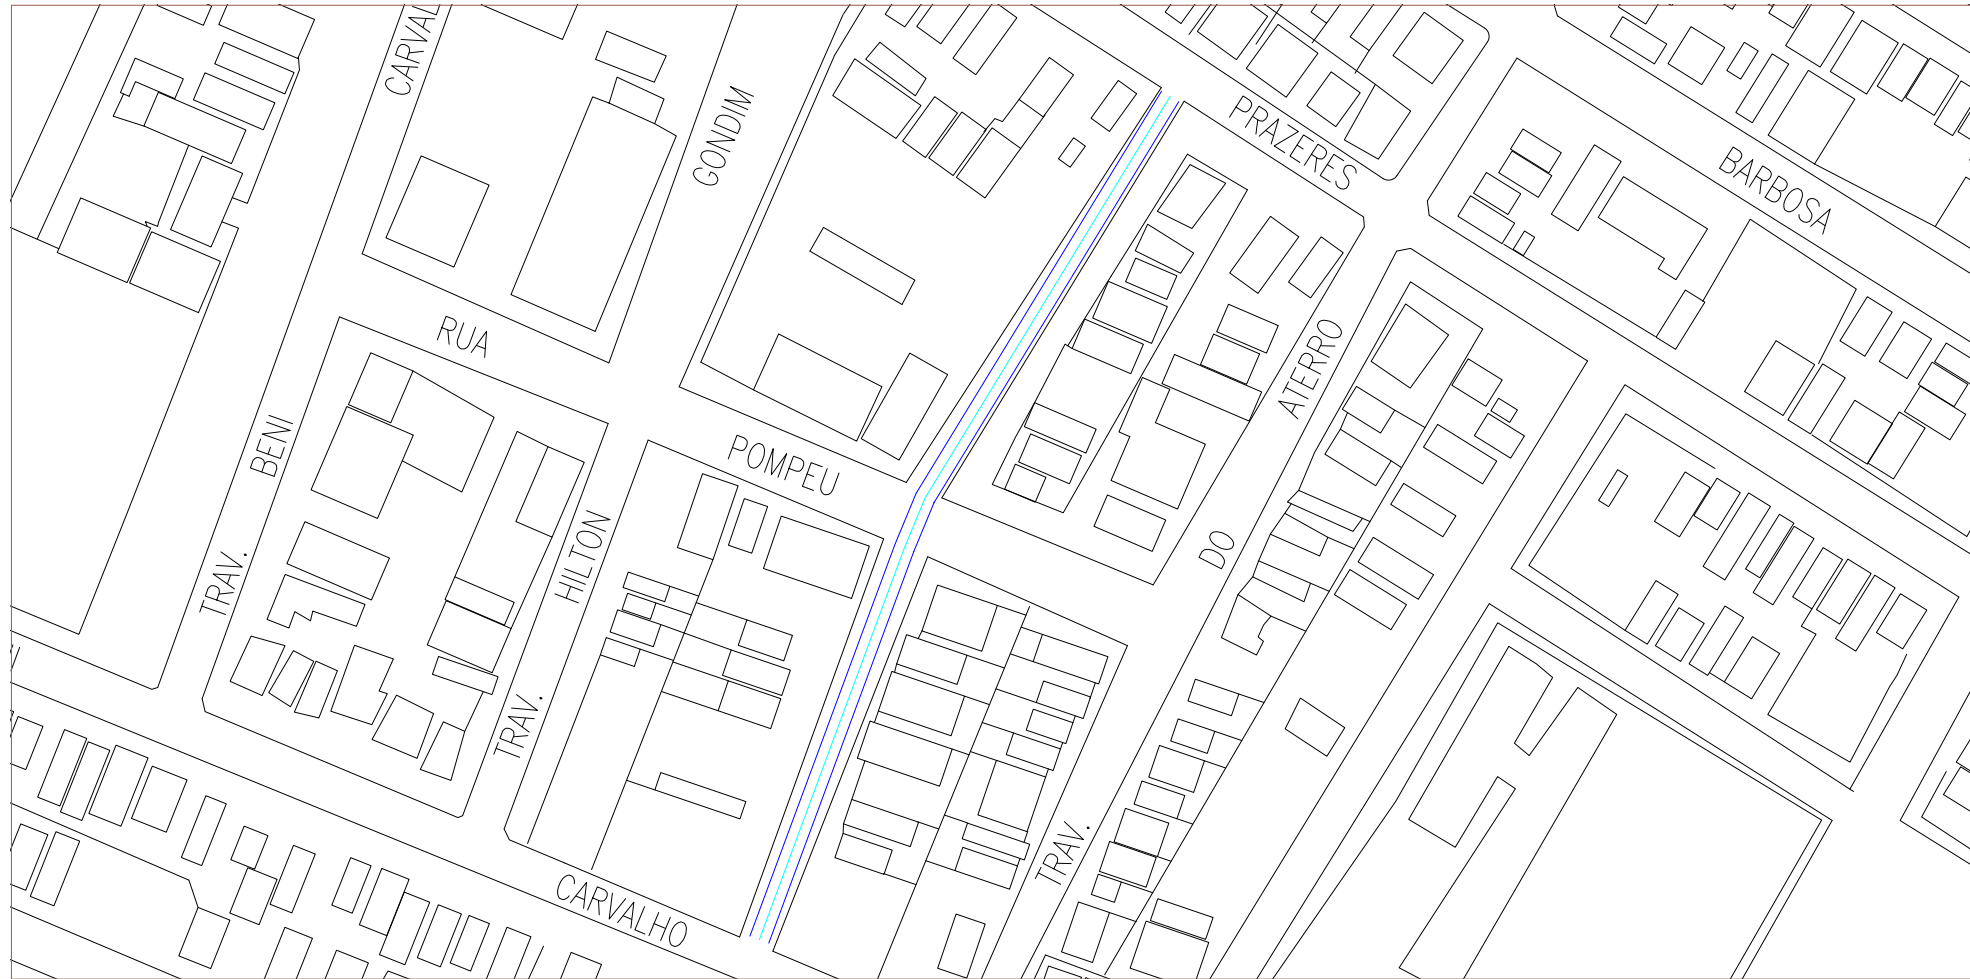 CARVAL
GONDIM
PRAZERES
BARBOSA
RUA
POMPEU
TRAV. BENI
TRAV. HILTON
TRAV. DO ATERRO
CARVALHO